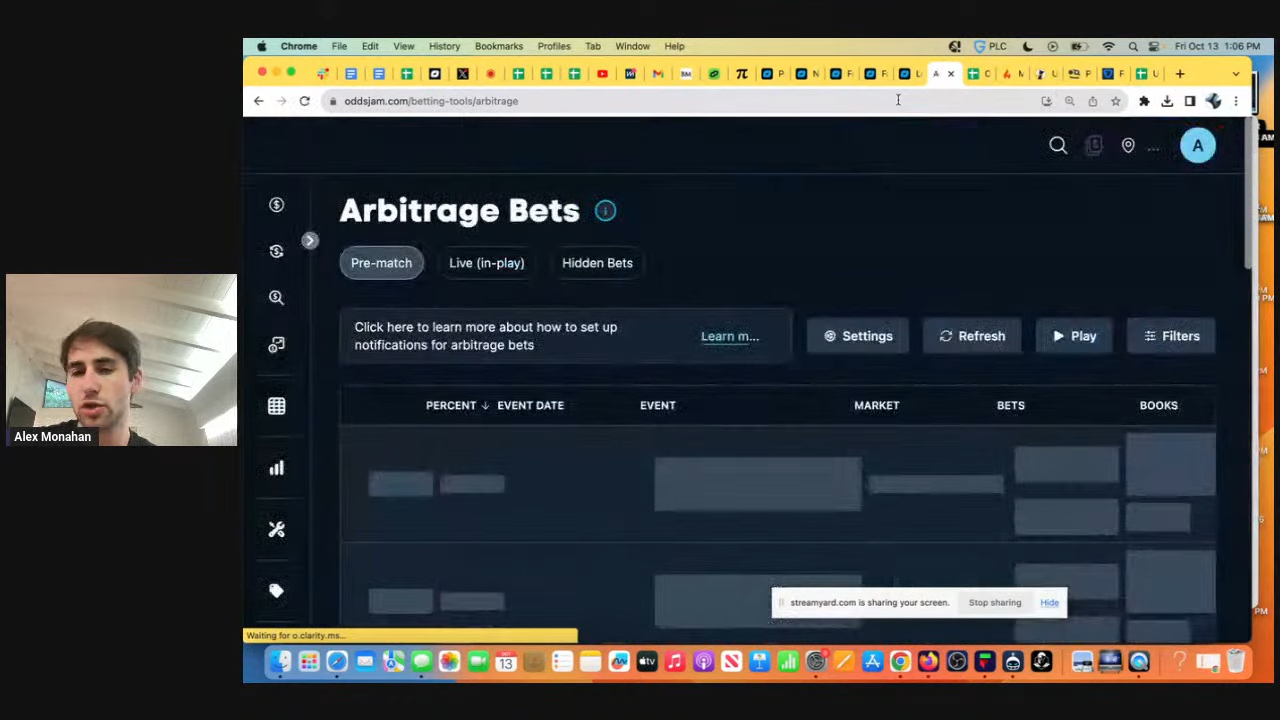 Chrome File Edit View History Bookmarks Profiles Tab Window Help
PLC Fri Oct 13 1:06 PM
oddsjam.com/betting-tools/arbitrage
A
Arbitrage Bets
Pre-match Live (in-play) Hidden Bets
Click here to learn more about how to set up
notifications for arbitrage bets
Learn m...
Settings Refresh Play Filters
PERCENT ↓ EVENT DATE EVENT MARKET BETS BOOKS
streamyard.com is sharing your screen. Stop sharing Hide
Waiting for o.clarity.ms...
Alex Monahan